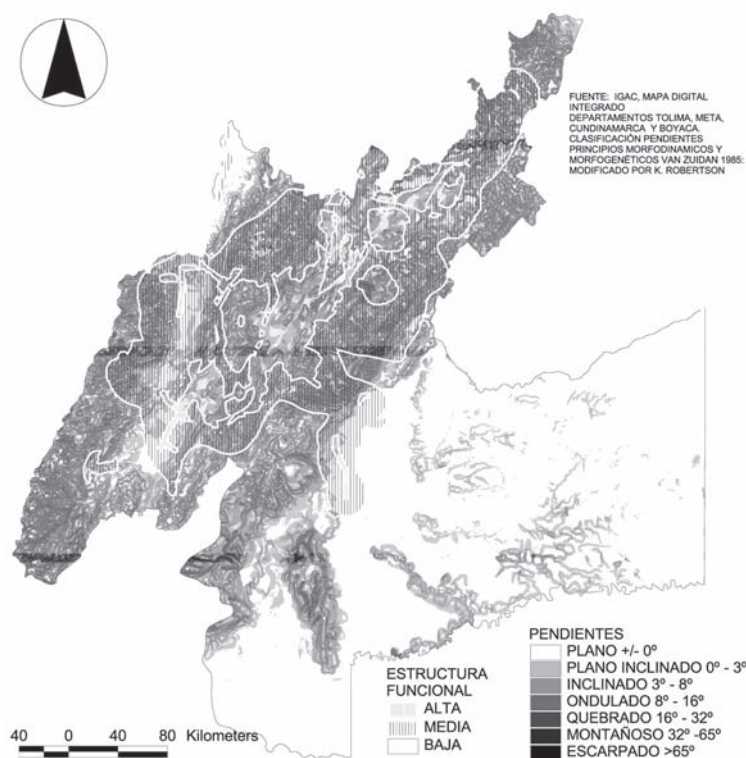 FUENTE: IGAC, MAPA DIGITAL
INTEGRADO
DEPARTAMENTOS TOLIMA, META,
CUNDINAMARCA Y BOYACA.
CLASIFICACIÓN PENDIENTES
PRINCIPIOS MORFODINAMICOS Y
MORFOGENÉTICOS VAN ZUIDAN 1985:
MODIFICADO POR K. ROBERTSON
ESTRUCTURA
FUNCIONAL
ALTA
MEDIA
BAJA
PENDIENTES
PLANO +/- 0º
PLANO INCLINADO 0º - 3º
INCLINADO 3º - 8º
ONDULADO 8º - 16º
QUEBRADO 16º - 32º
MONTAÑOSO 32º -65º
ESCARPADO >65º
40 0 40 80 Kilometers